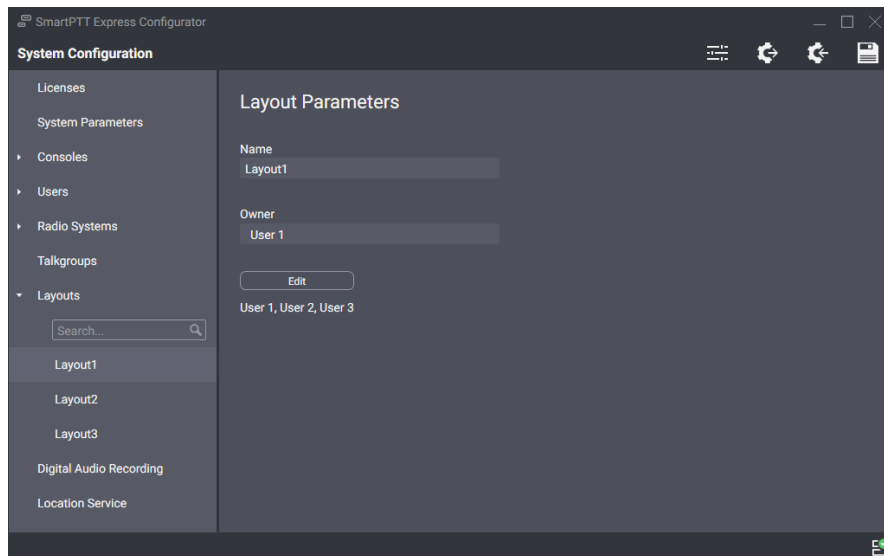 SmartPTT Express Configurator
System Configuration
Licenses
System Parameters
Consoles
Users
Radio Systems
Talkgroups
Layouts
Search...
Layout1
Layout2
Layout3
Digital Audio Recording
Location Service
Layout Parameters
Name
Layout1
Owner
User 1
Edit
User 1, User 2, User 3